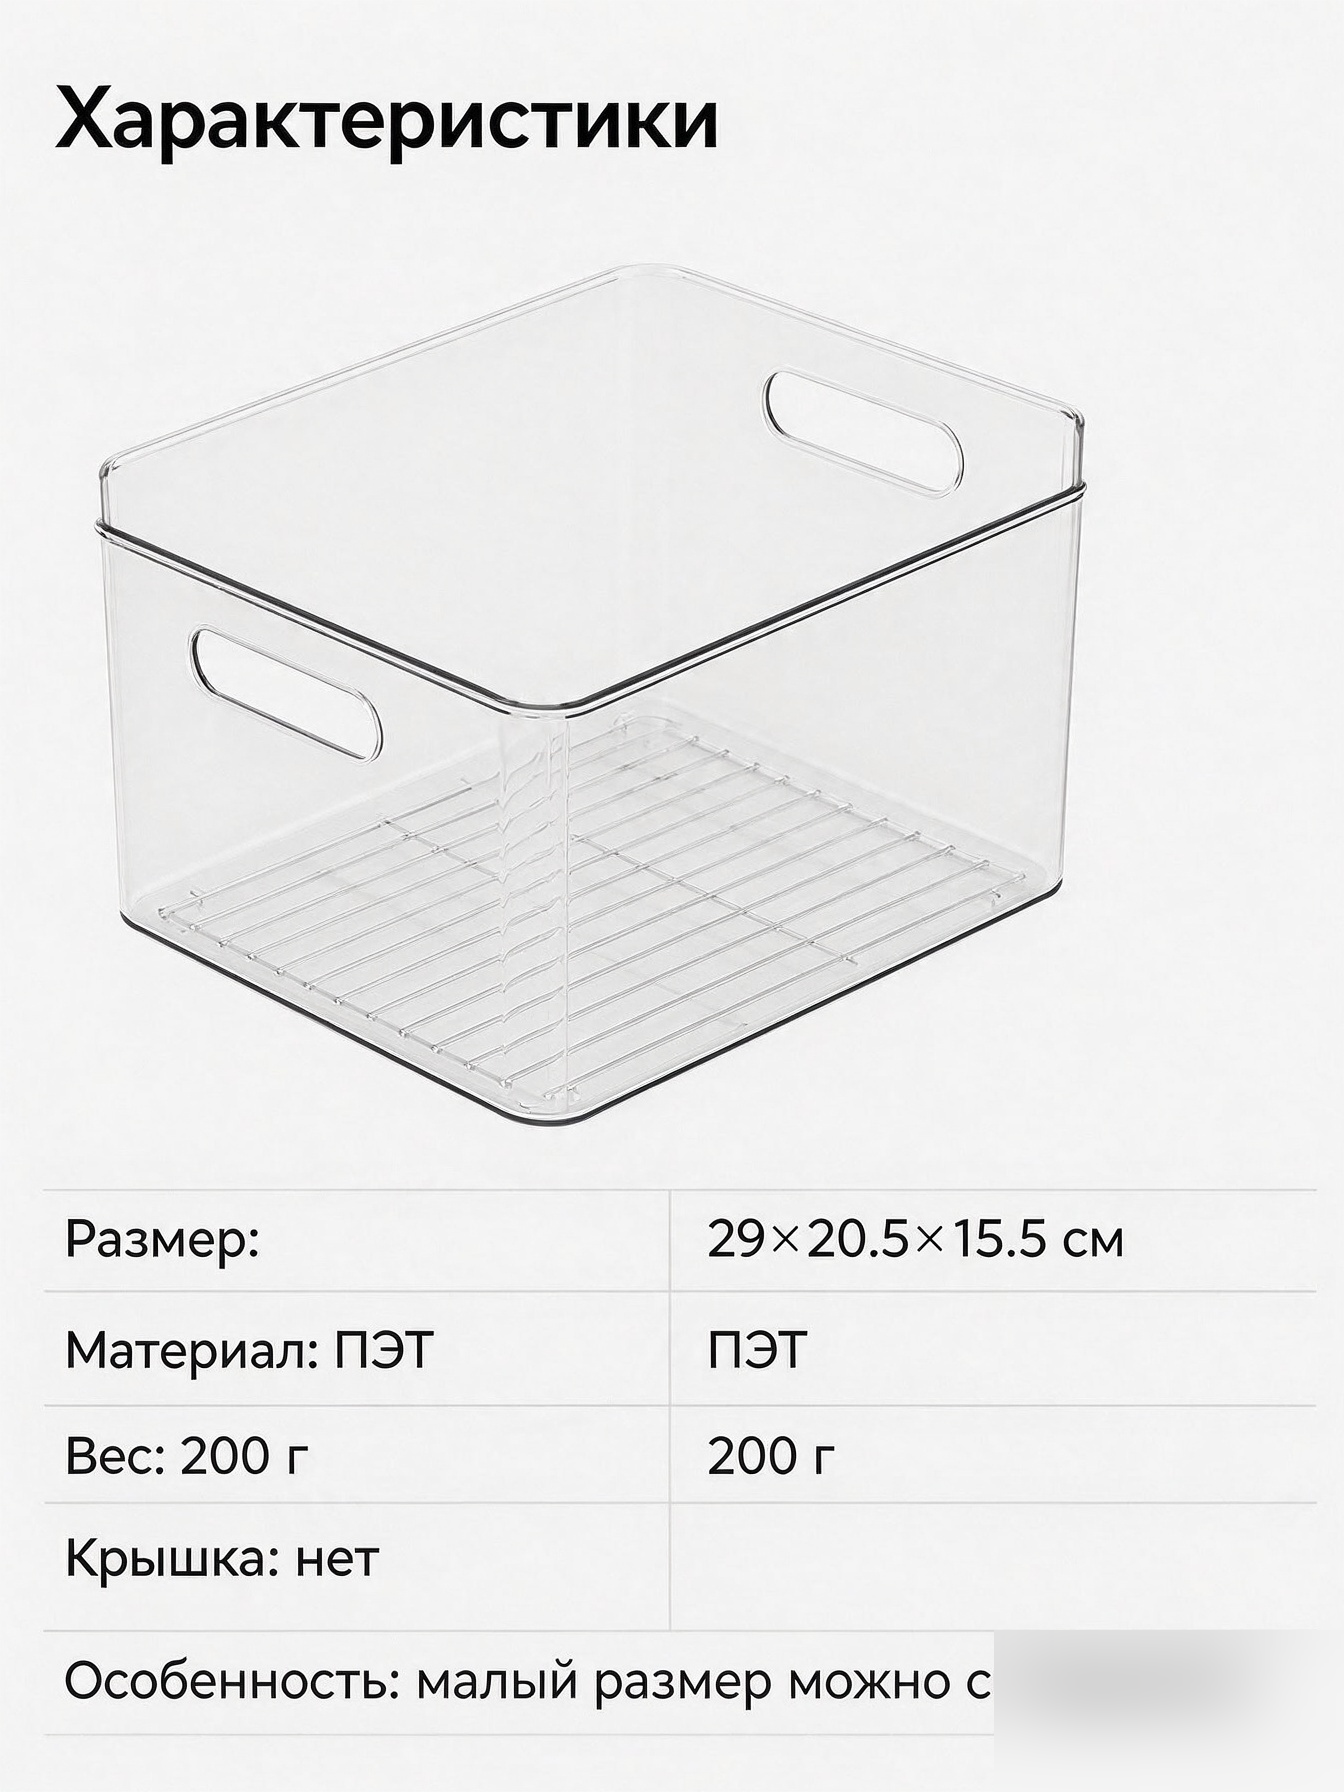 Характеристики
Размер: 29×20.5×15.5 см
Материал: ПЭТ ПЭТ
Вес: 200 г 200 г
Крышка: нет
Особенность: малый размер можно